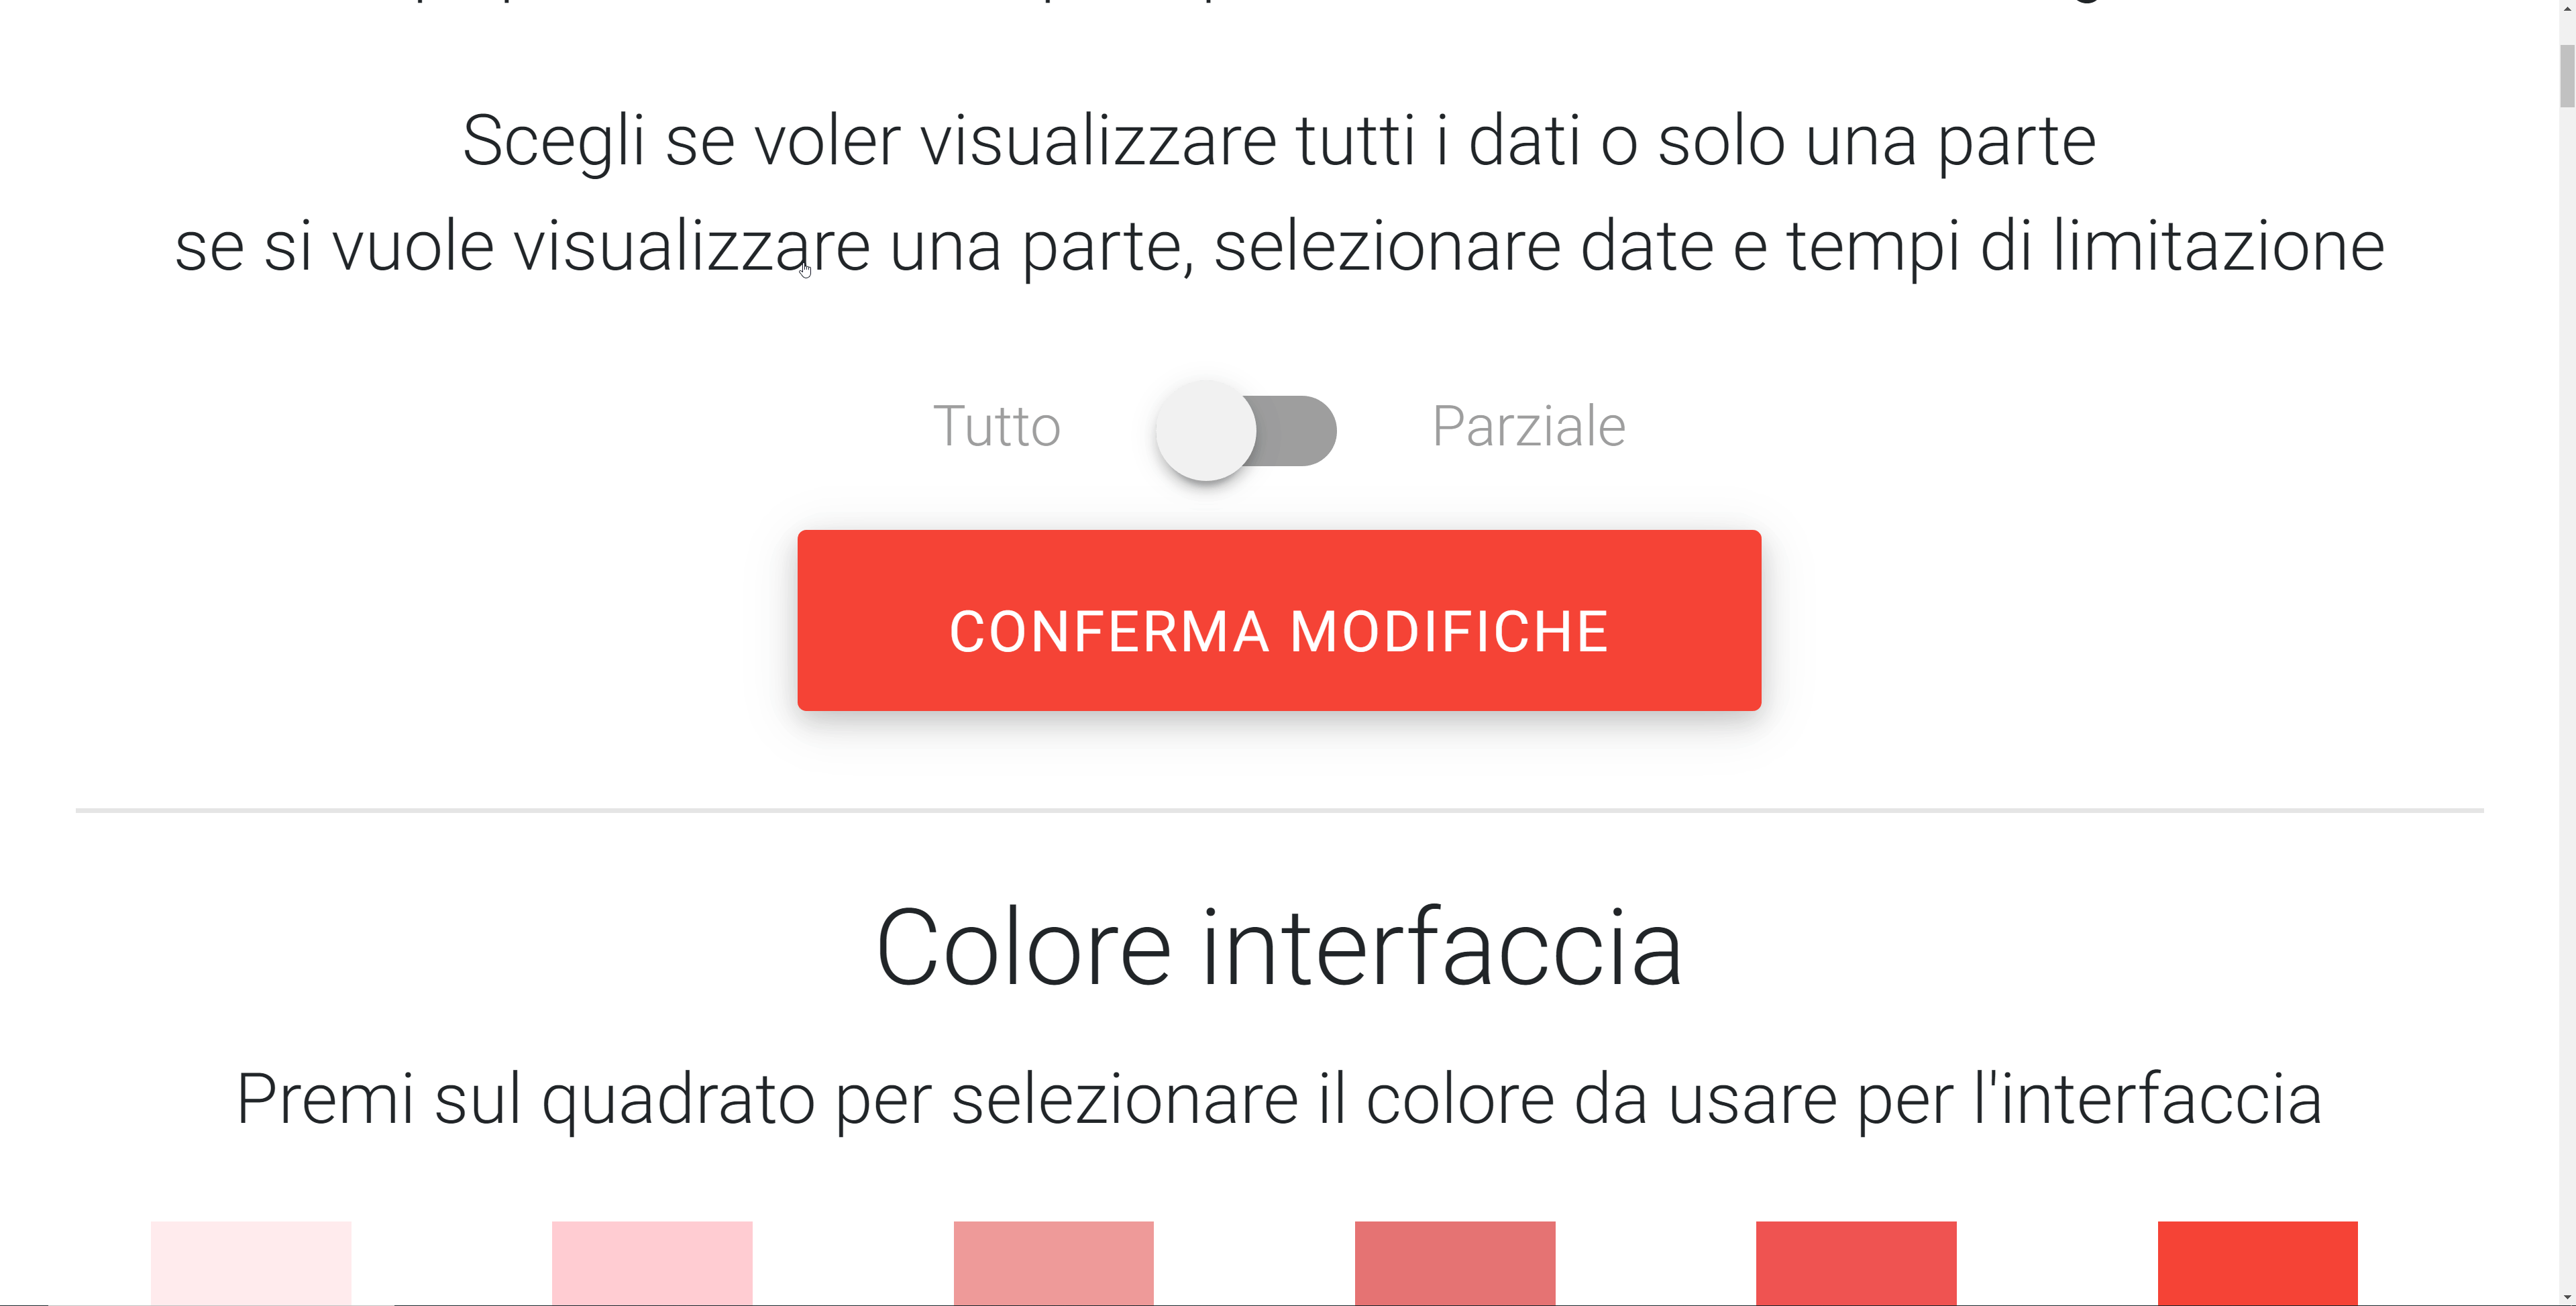 Scegli se voler visualizzare tutti i dati o solo una parte
se si vuole visualizzare una parte, selezionare date e tempi di limitazione
Tutto
Parziale
CONFERMA MODIFICHE
Colore interfaccia
Premi sul quadrato per selezionare il colore da usare per l'interfaccia